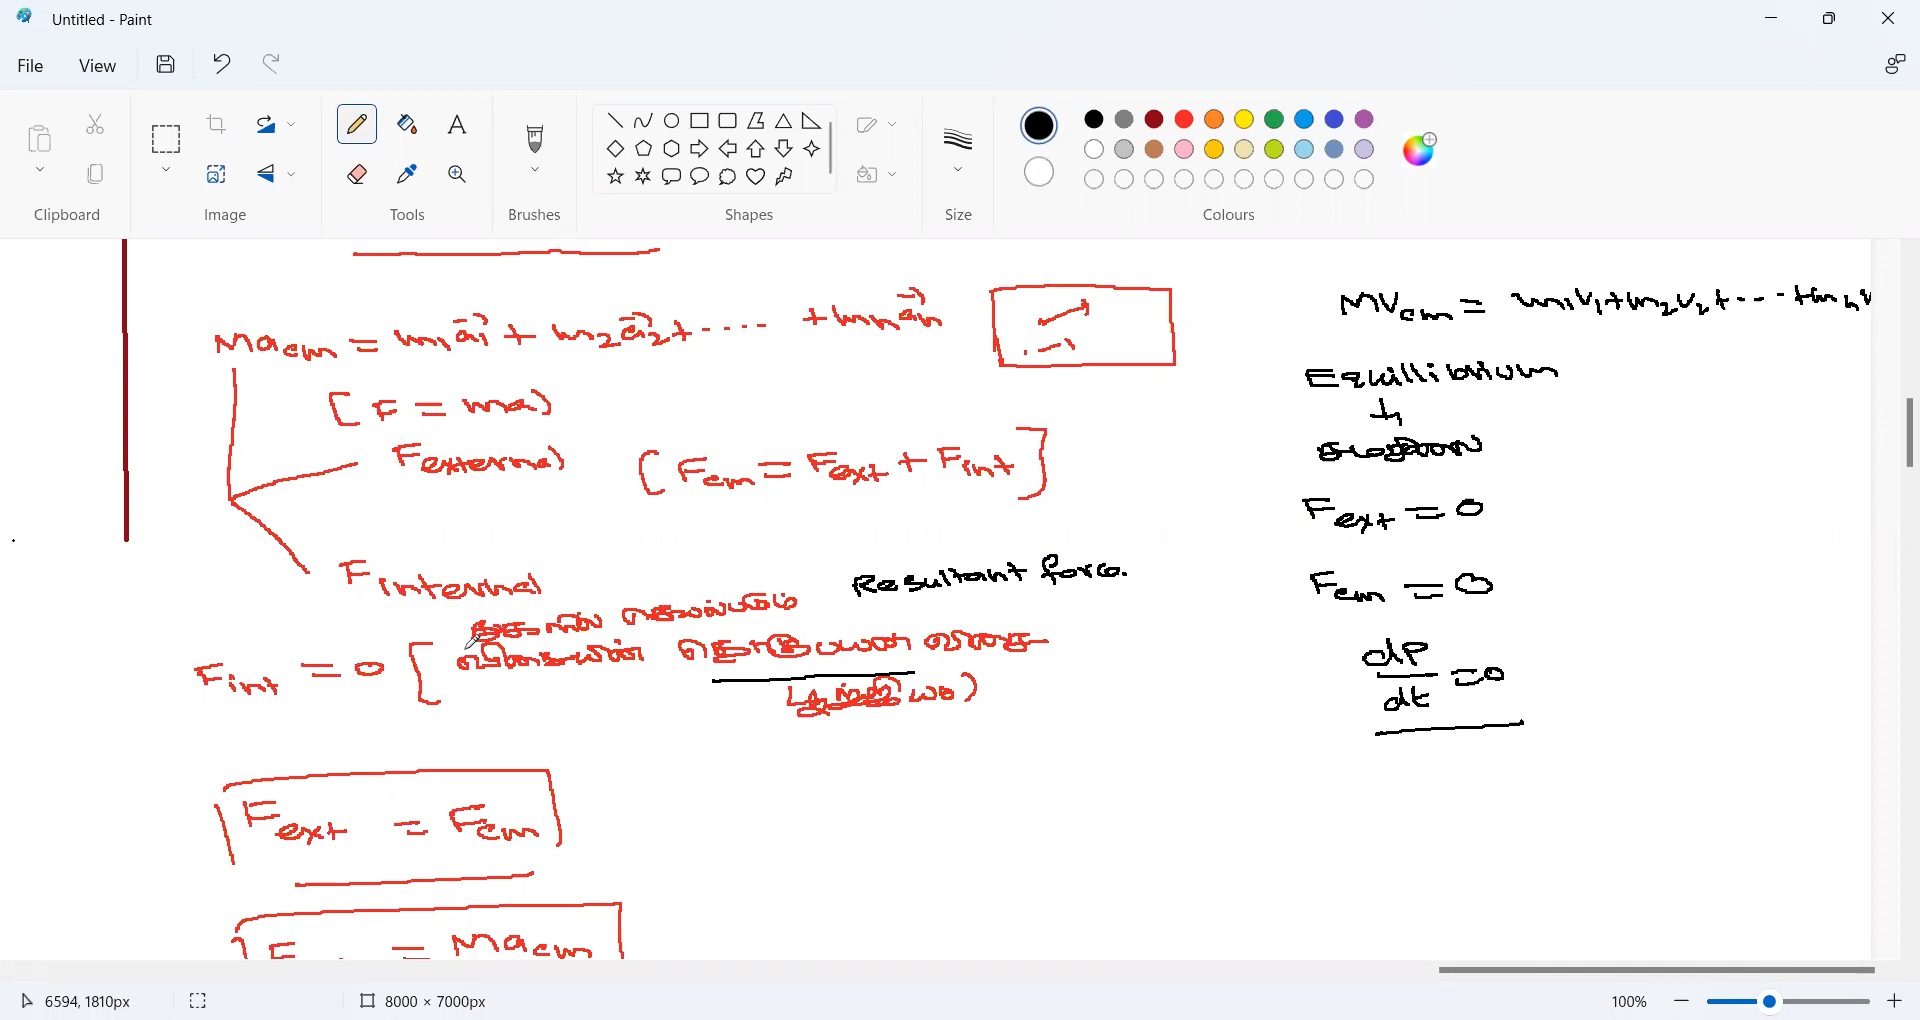 Untitled - Paint
File
View
Clipboard
Image
Tools
Brushes
Shapes
Size
Colours
Macm = m1a1 + m2a2+ ---- +mnan
[F = ma)
Fexternal
[Fcm = Fext + Fint]
Finternal
Resultant force.
Fint = 0 [
Fext = Fcm
F = Macm
MVcm = m1V1+m2V2+---+mnV
Equillibrium
Fext = 0
Fcm = 0
dP
dt
=0
6594, 1810px
8000 × 7000px
100%